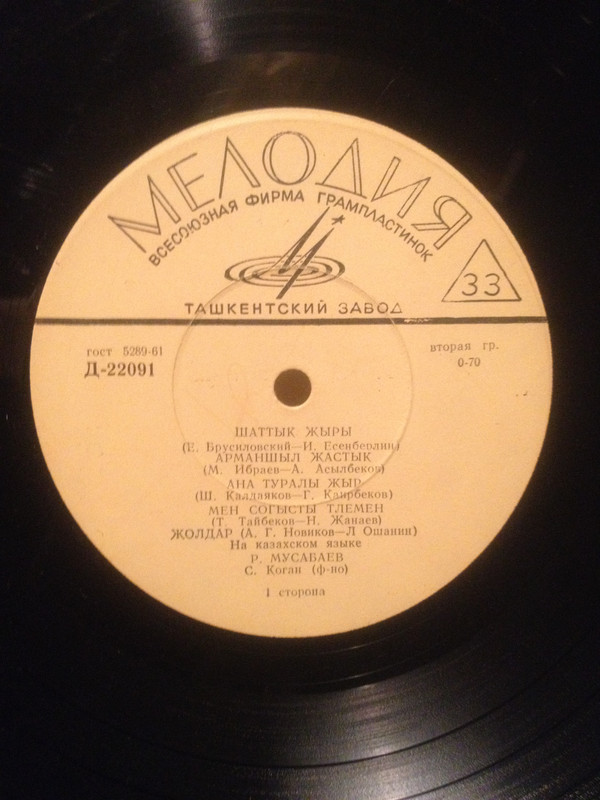 МЕЛОДИЯ
ВСЕСОЮЗНАЯ ФИРМА ГРАМПЛАСТИНОК
33
ТАШКЕНТСКИЙ ЗАВОД
гост 5289-61
Д-22091
вторая гр.
0-70
ШАТТЫК ЖЫРЫ
(Е. Брусиловский—И. Есенберлин)
АРМАНШЫЛ ЖАСТЫК
(М. Ибраев—А. Асылбеков)
АНА ТУРАЛЫ ЖЫР
(Ш. Калдаяков—Г. Каирбеков)
МЕН СОГЫСТЫ ТЛЕМЕН
(Т. Тайбеков—Н. Жанаев)
ЖОЛДАР (А. Г. Новиков—Л Ошанин)
На казахском языке
Р. МУСАБАЕВ
С. Коган (ф-но)
1 сторона